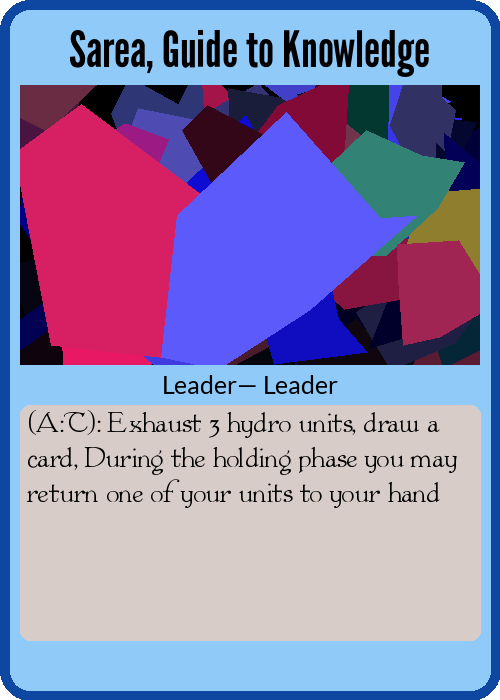 Sarea, Guide to Knowledge
Leader— Leader
(A:C): Exhaust 3 hydro units, draw a
card, During the holding phase you may
return one of your units to your hand